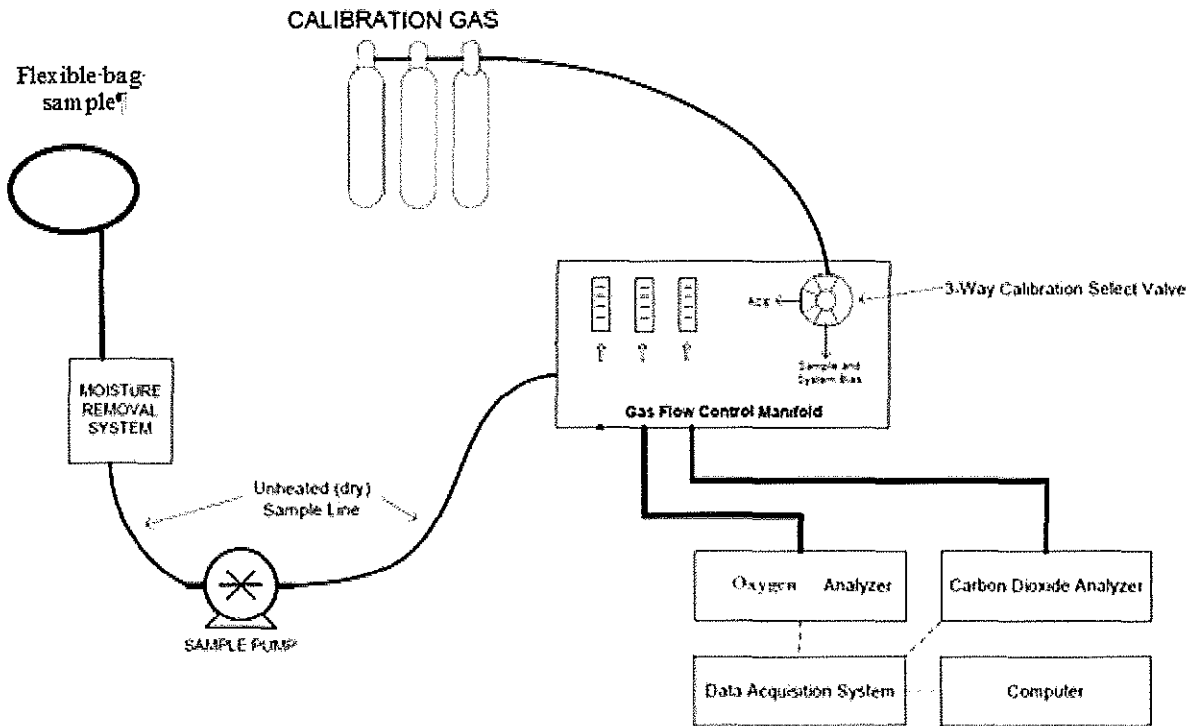 CALIBRATION GAS
Flexible·bag·
sample¶
3-Way Calibration Select Valve
Sample and
System Bias
Gas Flow Control Manifold
MOISTURE
REMOVAL
SYSTEM
Unheated (dry)
Sample Line
SAMPLE PUMP
Oxygen Analyzer
Carbon Dioxide Analyzer
Data Acquisition System
Computer